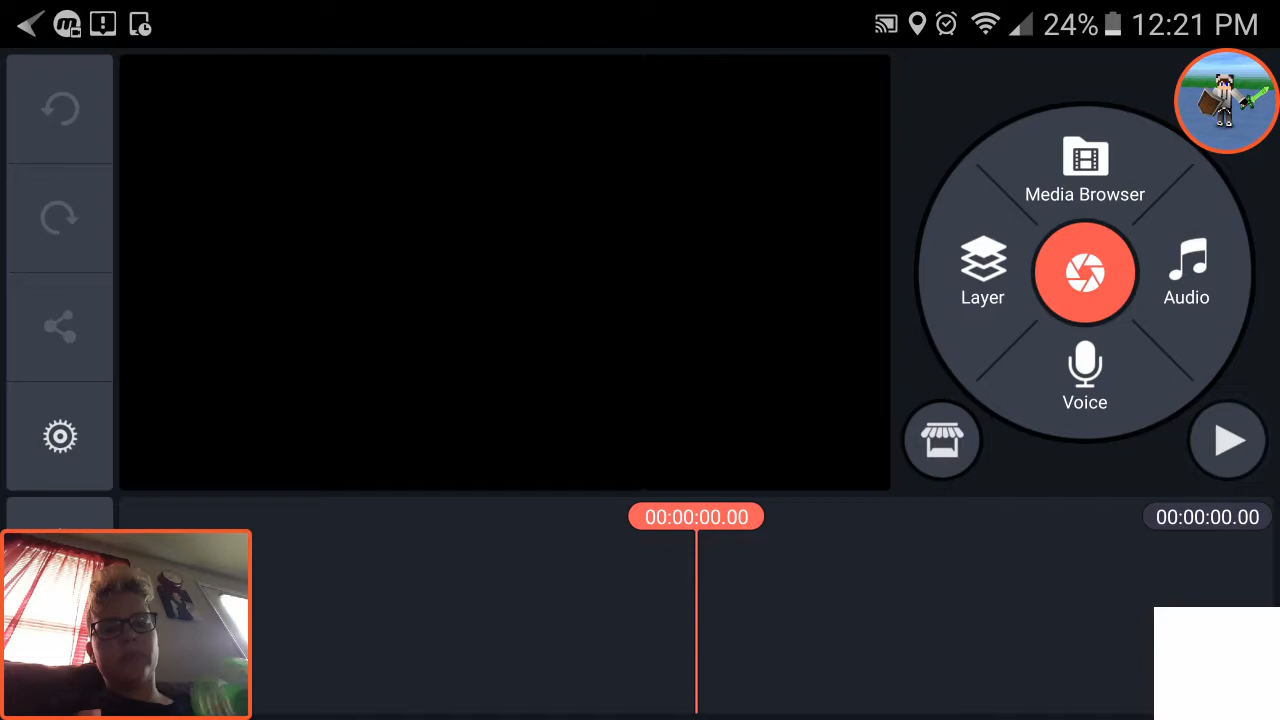 24% 12:21 PM
Media Browser
Layer
Audio
Voice
00:00:00.00
00:00:00.00